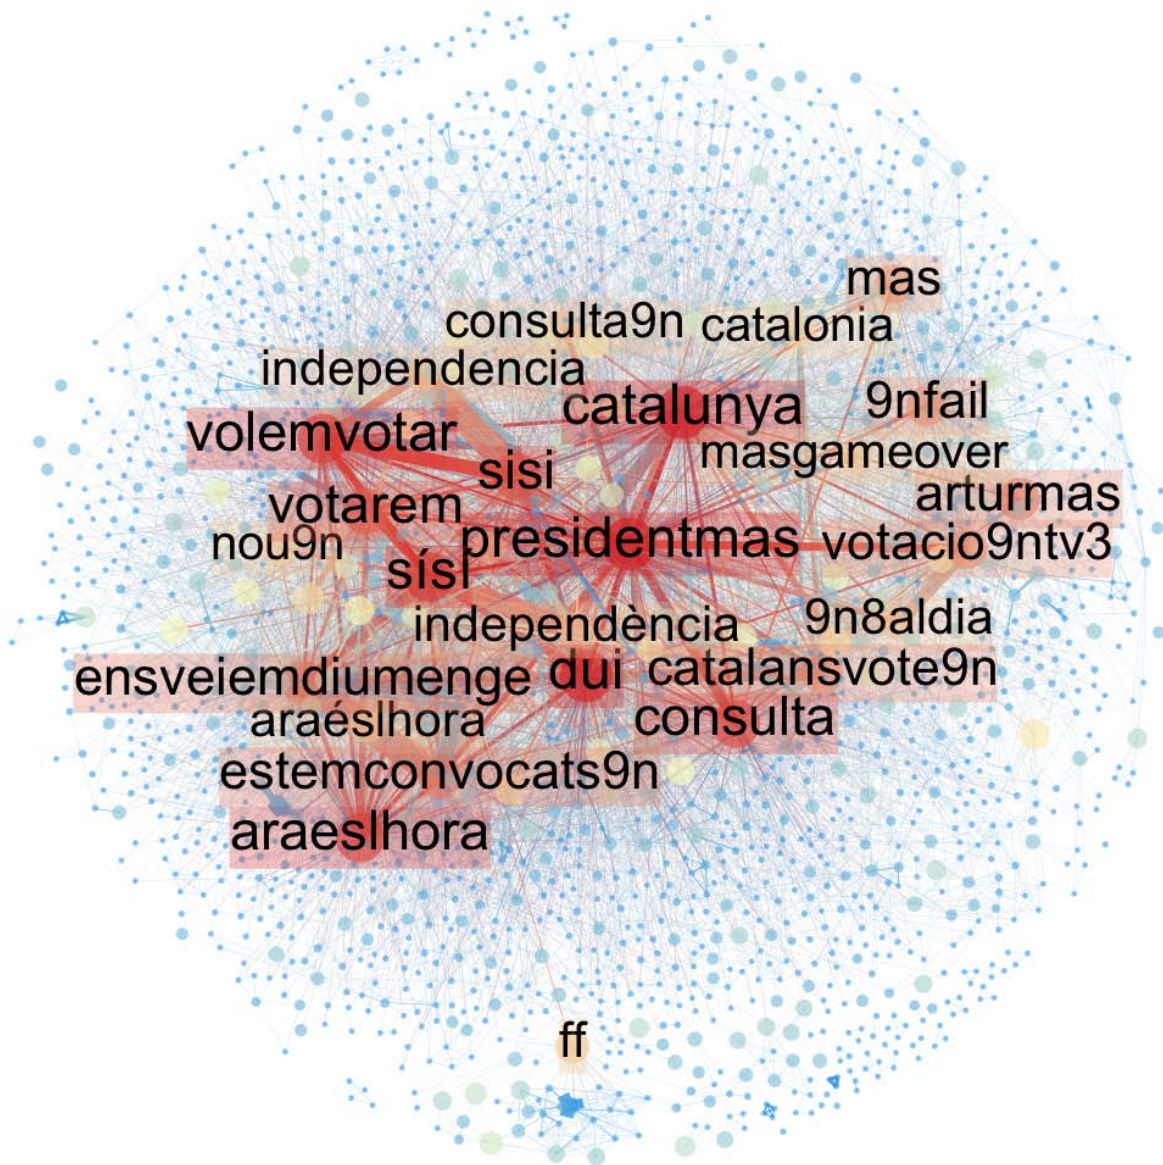 mas
consulta9n catalonia
independencia
catalunya 9nfail
volemvotar
masgameover
sisi
arturmas
votarem
nou9n presidentmas votacio9ntv3
sísí
independència 9n8aldia
ensveiemdiumenge dui catalansvote9n
araéslhora consulta
estemconvocats9n
araeslhora
ff